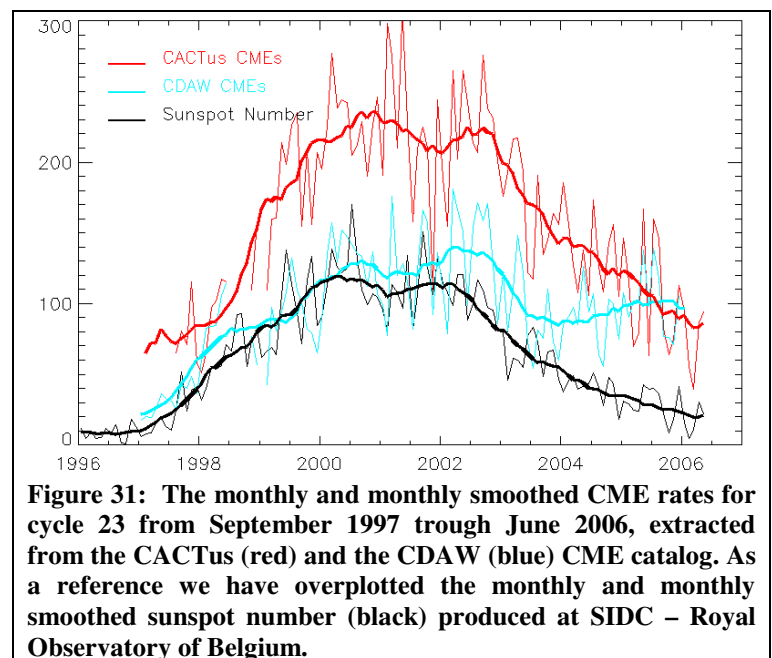 300
CACTus CMEs
CDAW CMEs
Sunspot Number
200
100
0
1996 1998 2000 2002 2004 2006
Figure 31: The monthly and monthly smoothed CME rates for
cycle 23 from September 1997 trough June 2006, extracted
from the CACTus (red) and the CDAW (blue) CME catalog. As
a reference we have overplotted the monthly and monthly
smoothed sunspot number (black) produced at SIDC – Royal
Observatory of Belgium.